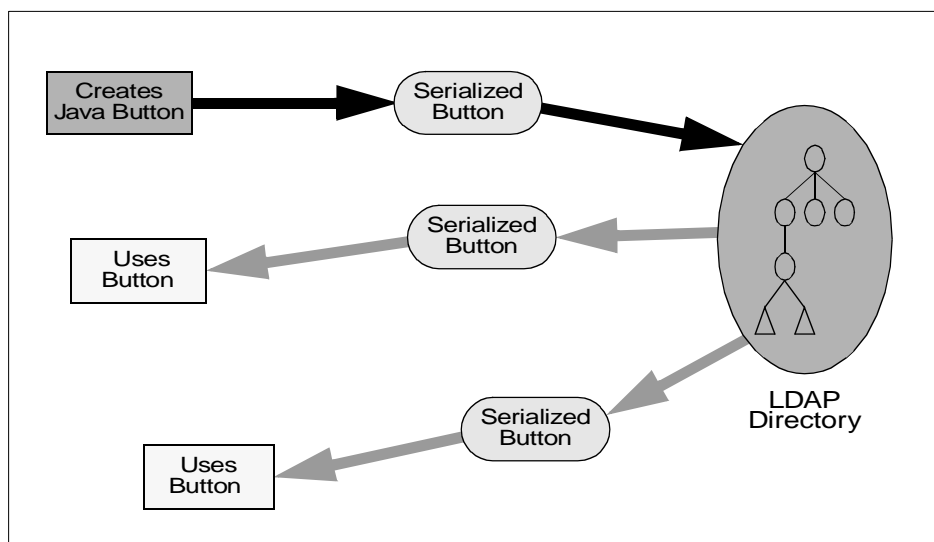 Creates
Java Button
Serialized
Button
Serialized
Button
Uses
Button
LDAP
Directory
Serialized
Button
Uses
Button